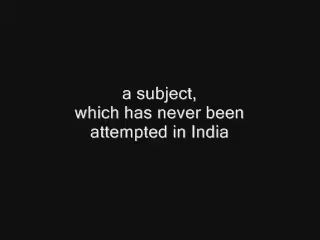 a subject,
which has never been
attempted in India